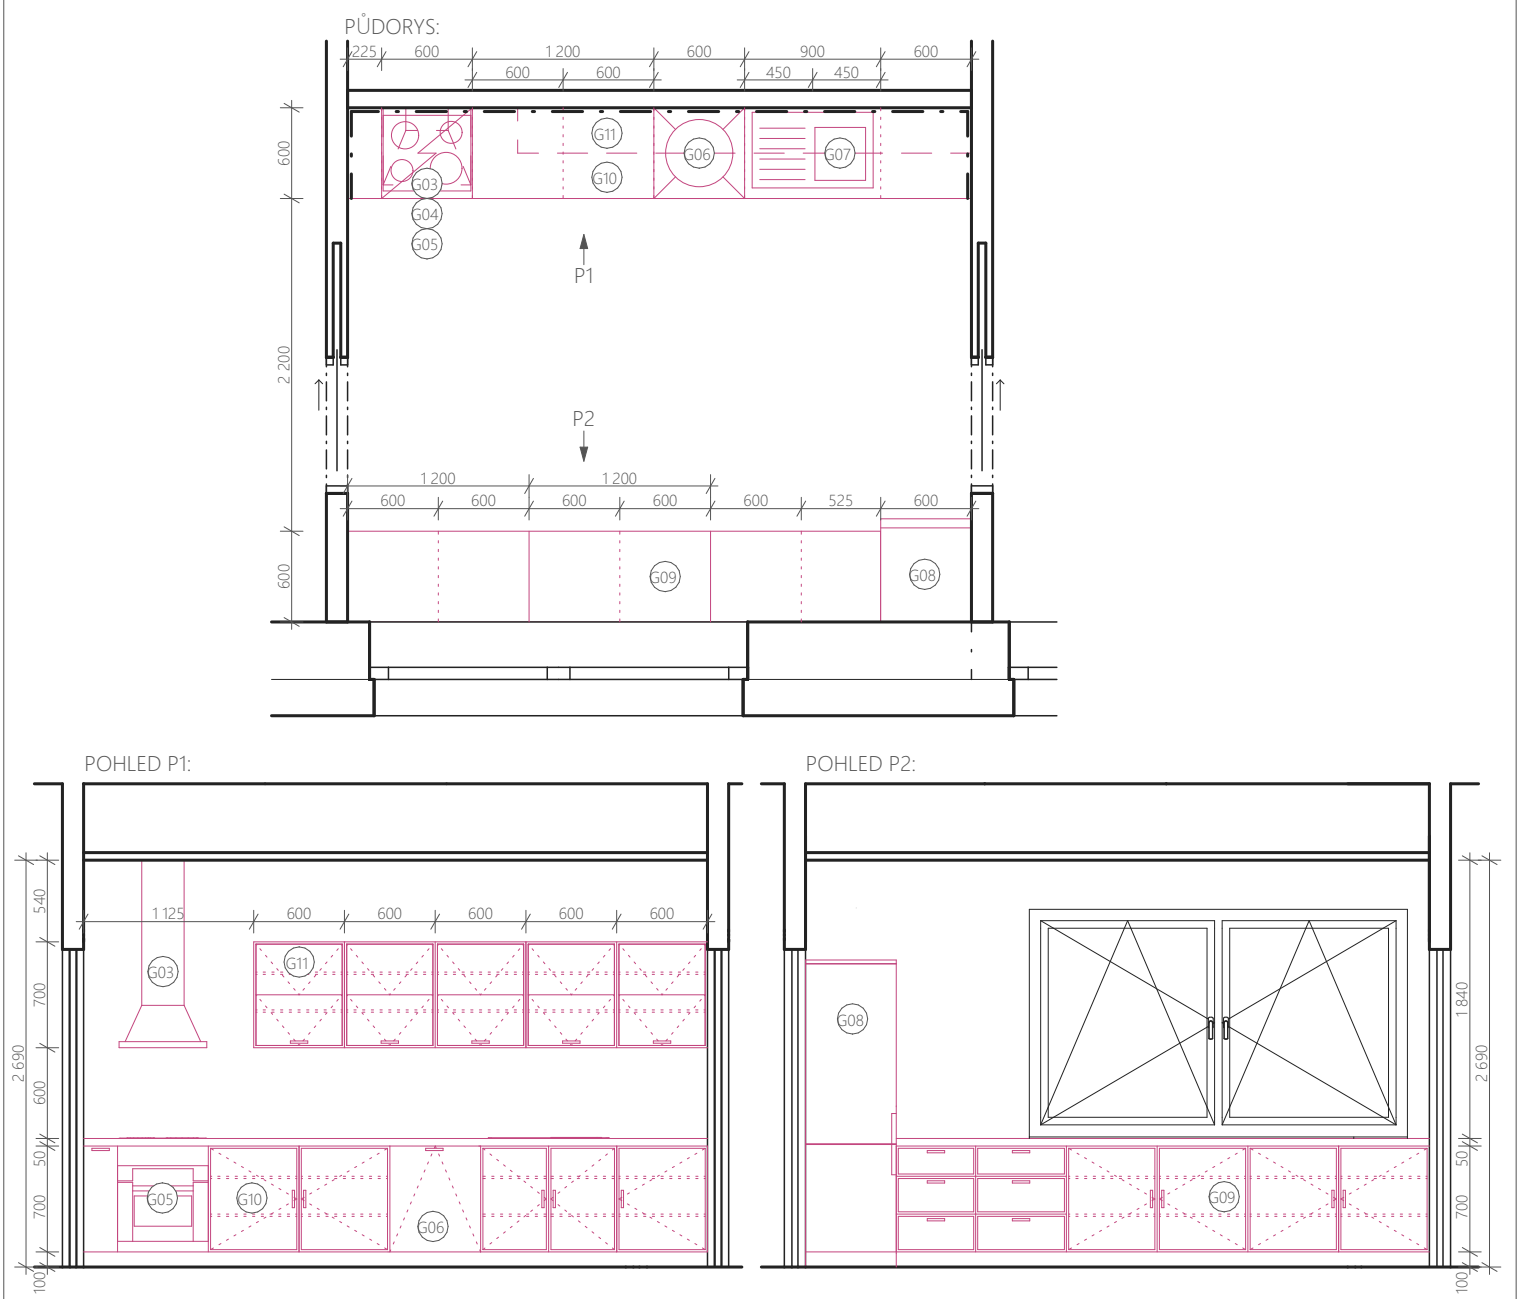 PŮDORYS:
225 600 1 200 600 900 600
600 600 450 450
600
G11
G06 G07
G10
G03
G04
G05
P1
2 200
P2
1 200 1 200
600 600 600 600 600 525 600
600
G09 G08
POHLED P1:
540
1 125 600 600 600 600 600
G11
G03
700
2 690
600
50
G05 G10
700
G06
100
POHLED P2:
G08
1 840
2 690
50
G09
700
100